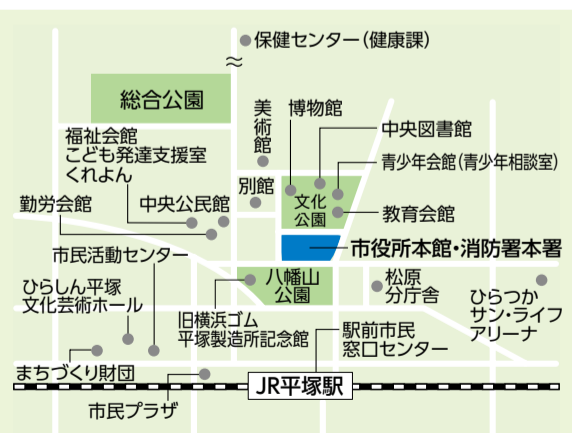 保健センター(健康課)
総合公園
美術館
博物館
中央図書館
福祉会館
こども発達支援室
くれよん
青少年会館(青少年相談室)
別館
文化
公園
勤労会館
中央公民館
教育会館
市民活動センター
市役所本館・消防署本署
八幡山
公園
松原
分庁舎
ひらしん平塚
文化芸術ホール
ひらつか
サン・ライフ
アリーナ
旧横浜ゴム
平塚製造所記念館
駅前市民
窓口センター
まちづくり財団
JR平塚駅
市民プラザ